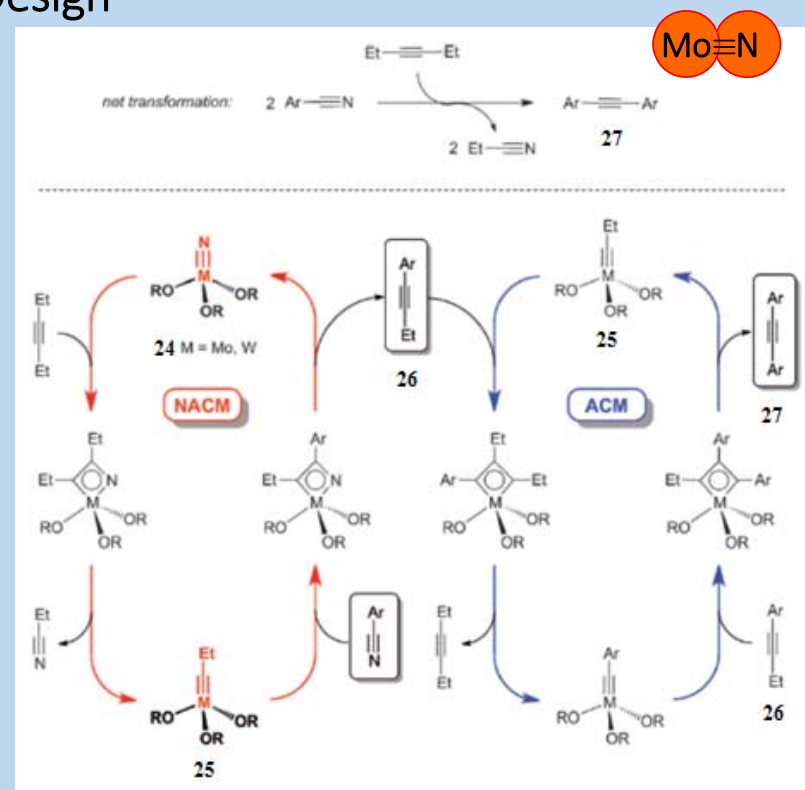 Design
Mo≡N
Et Et
net transformation: 2 Ar N Ar Ar
27
2 Et N
N
M
RO OR
OR
24 M = Mo, W
Et
Et
Ar
Et
26
Et
M
RO OR
OR
25
Ar
Ar
27
NACM
ACM
Et
Et N
M
RO OR
OR
Ar
Et N
M
RO OR
OR
Et
Ar Et
M
RO OR
OR
Ar
Et Ar
M
RO OR
OR
Et
N
Et
M
RO OR
OR
25
Ar
N
Et
Et
Ar
M
RO OR
OR
Ar
Et
26